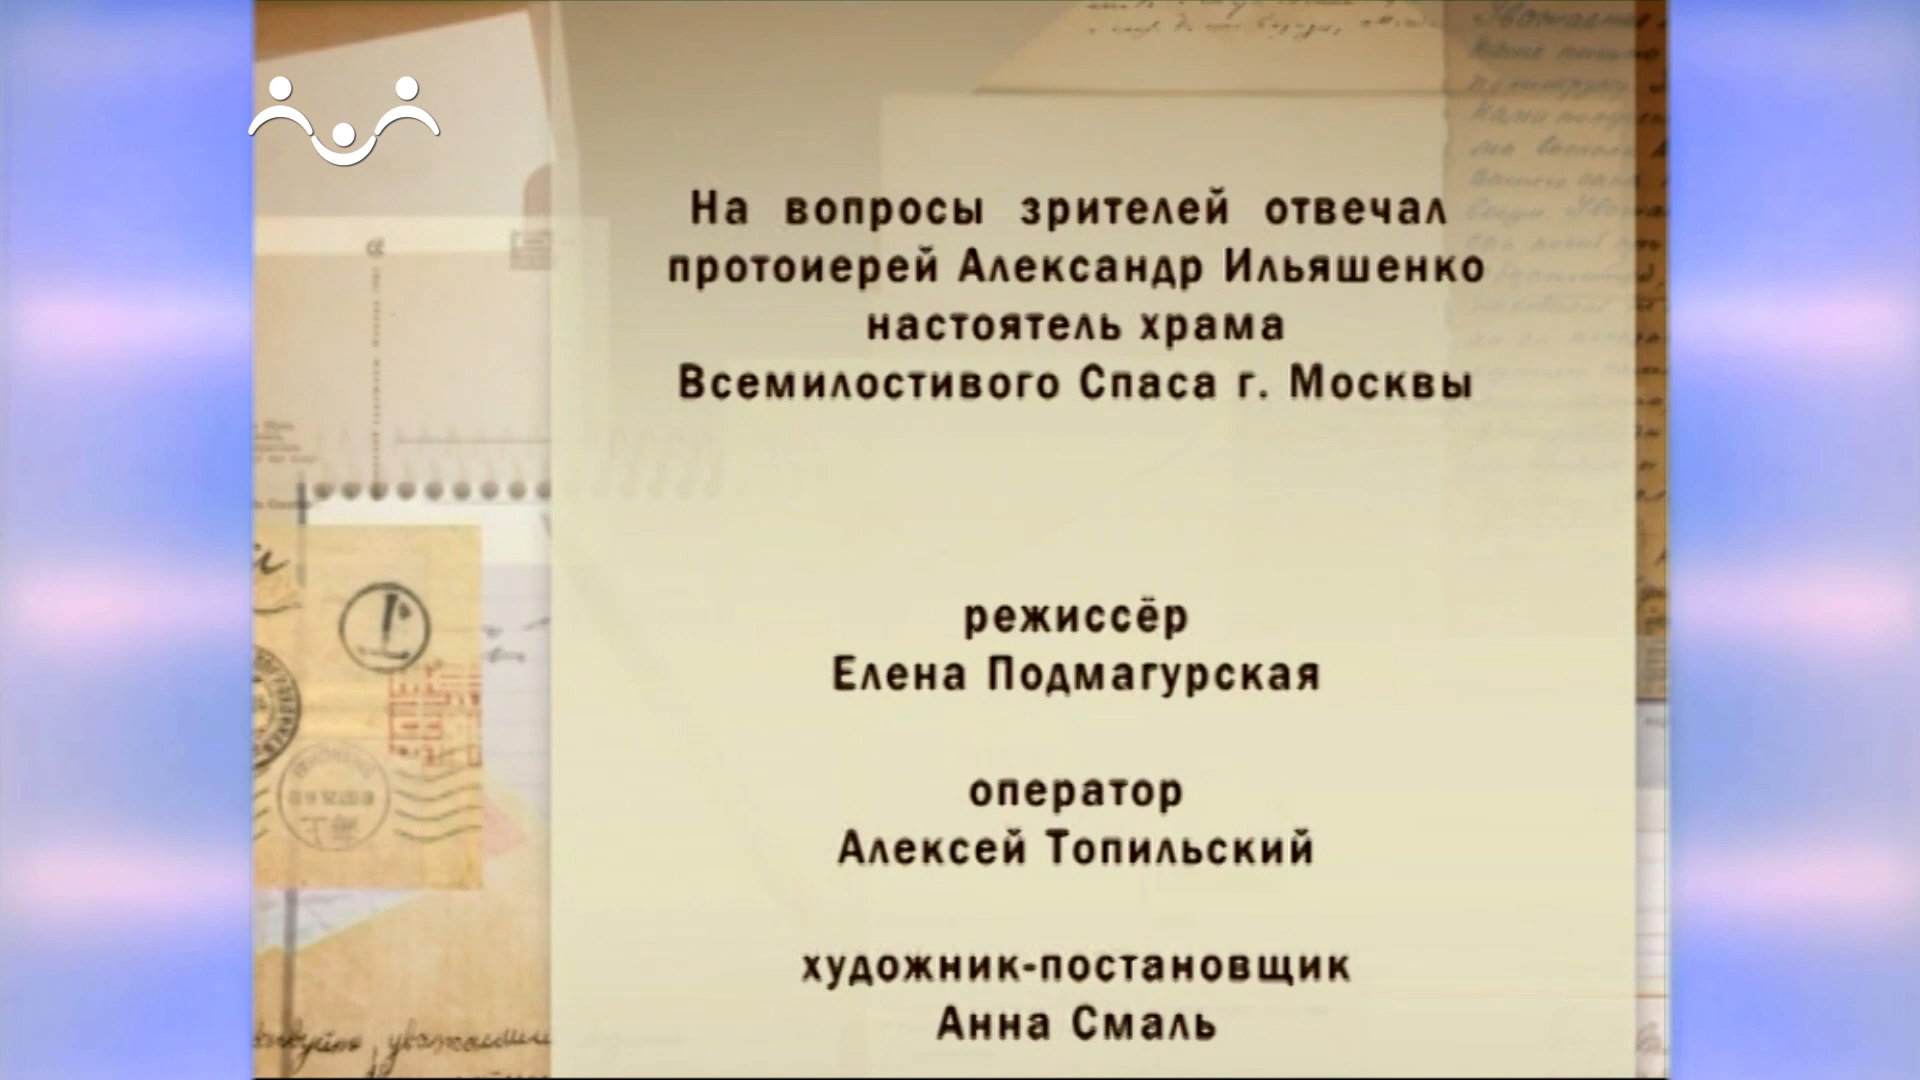 На вопросы зрителей отвечал
протоиерей Александр Ильяшенко
настоятель храма
Всемилостивого Спаса г. Москвы
режиссёр
Елена Подмагурская
оператор
Алексей Топильский
художник-постановщик
Анна Смаль